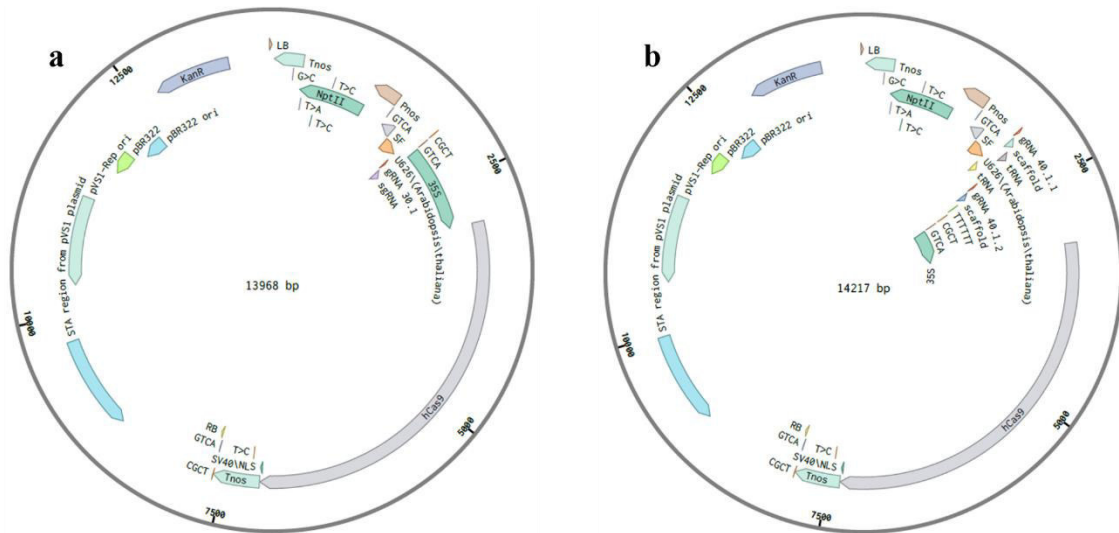 a
LB
Tnos
KanR
12500
G>C
T>C
NptII
T>A
T>C
Pnos
GTCA
SF
CGCT
GTCA
35S
U626\(Arabidopsis\thaliana)
gRNA 30.1
sgRNA
2500
pBR322 ori
pBR322
pVS1-Rep ori
STA region from pVS1 plasmid
13968 bp
10000
hCas9
5000
RB
GTCA
T>C
SV40\NLS
CGCT
Tnos
7500
b
LB
Tnos
KanR
12500
G>C
T>C
NptII
T>A
T>C
Pnos
GTCA
SF
gRNA 40.1.1
scaffold
tRNA
U626\(Arabidopsis\thaliana)
tRNA
gRNA 40.1.2
scaffold
TTTTTT
CGCT
GTCA
35S
2500
pBR322 ori
pBR322
pVS1-Rep ori
STA region from pVS1 plasmid
14217 bp
10000
hCas9
5000
RB
GTCA
T>C
SV40\NLS
CGCT
Tnos
7500